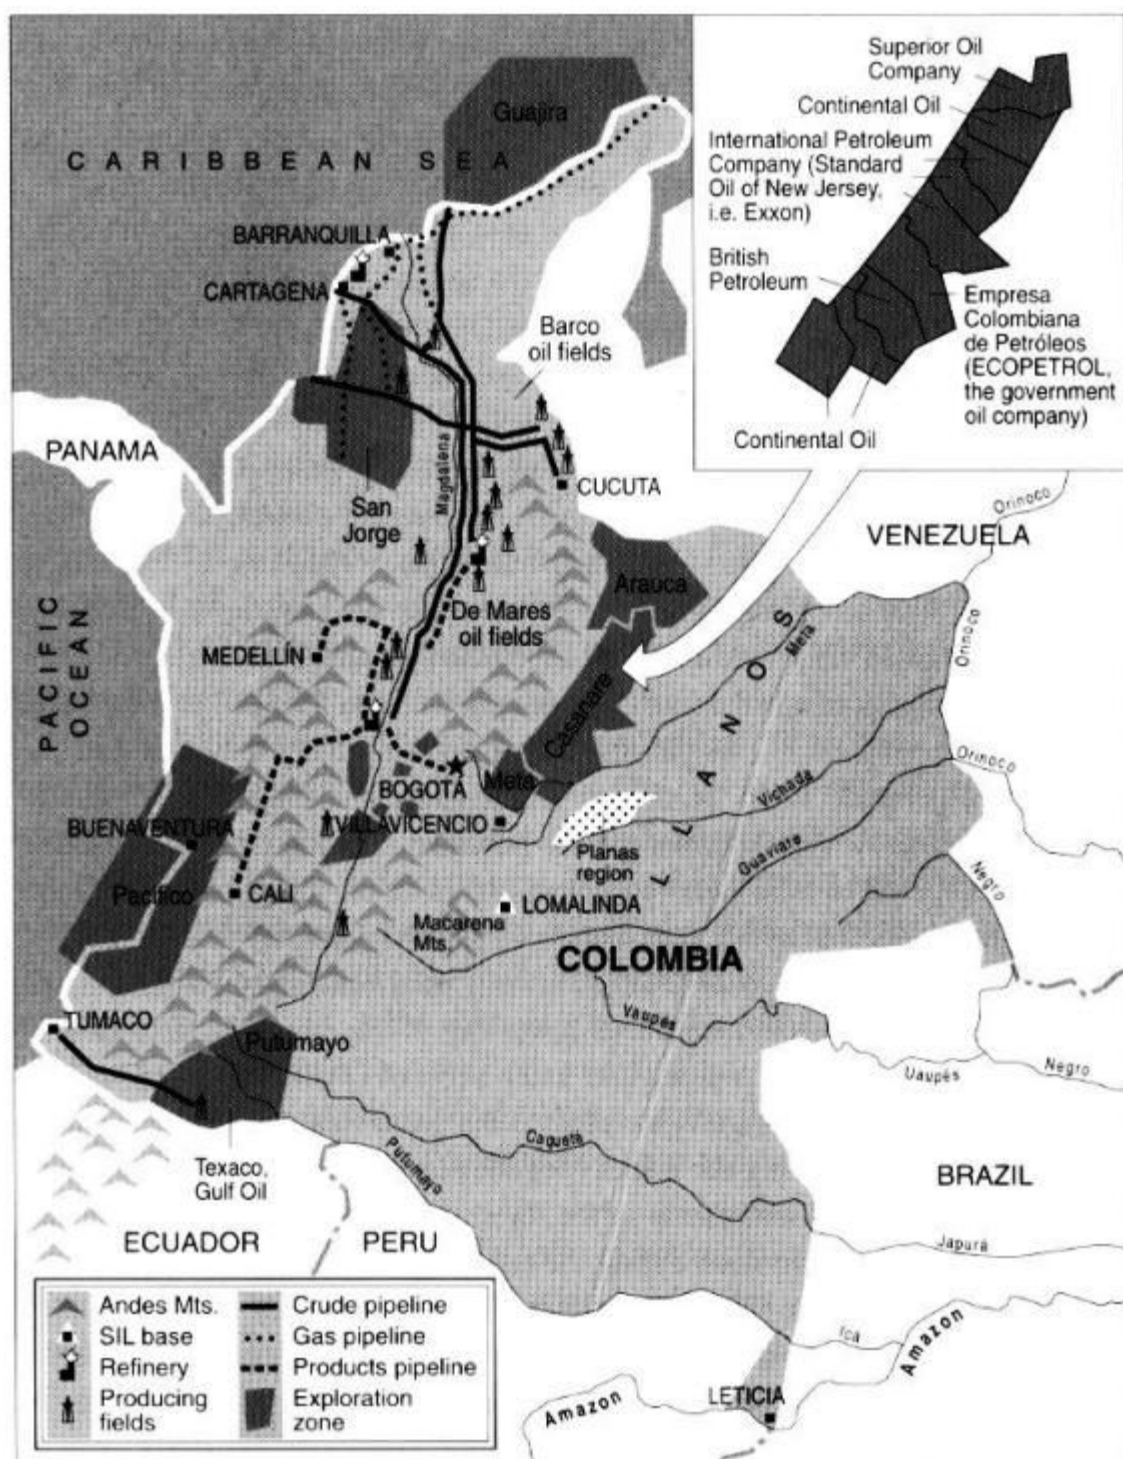 Superior Oil
Company
Continental Oil
International Petroleum
Company (Standard
Oil of New Jersey,
i.e. Exxon)
British
Petroleum
Empresa
Colombiana
de Petróleos
(ECOPETROL,
the government
oil company)
Continental Oil
Guajira
CARIBBEAN SEA
BARRANQUILLA
CARTAGENA
Barco
oil fields
PANAMA
Magdalena
CUCUTA
San
Jorge
Orinoco
VENEZUELA
Arauca
PACIFIC
OCEAN
De Mares
oil fields
MEDELLÍN
LLANOS
Meta
Orinoco
Casanare
BOGOTÁ
Meta
Vichada
Orinoco
BUENAVENTURA
VILLAVICENCIO
Planas
region
Guaviare
Negro
Pacífico
CALI
LOMALINDA
Macarena
Mts.
COLOMBIA
TUMACO
Putumayo
Vaupés
Uaupés
Negro
Caquetá
Putumayo
Texaco,
Gulf Oil
BRAZIL
ECUADOR
PERU
Japurá
Andes Mts.
SIL base
Refinery
Producing
fields
Crude pipeline
Gas pipeline
Products pipeline
Exploration
zone
Içá
Amazon
LETICIA
Amazon